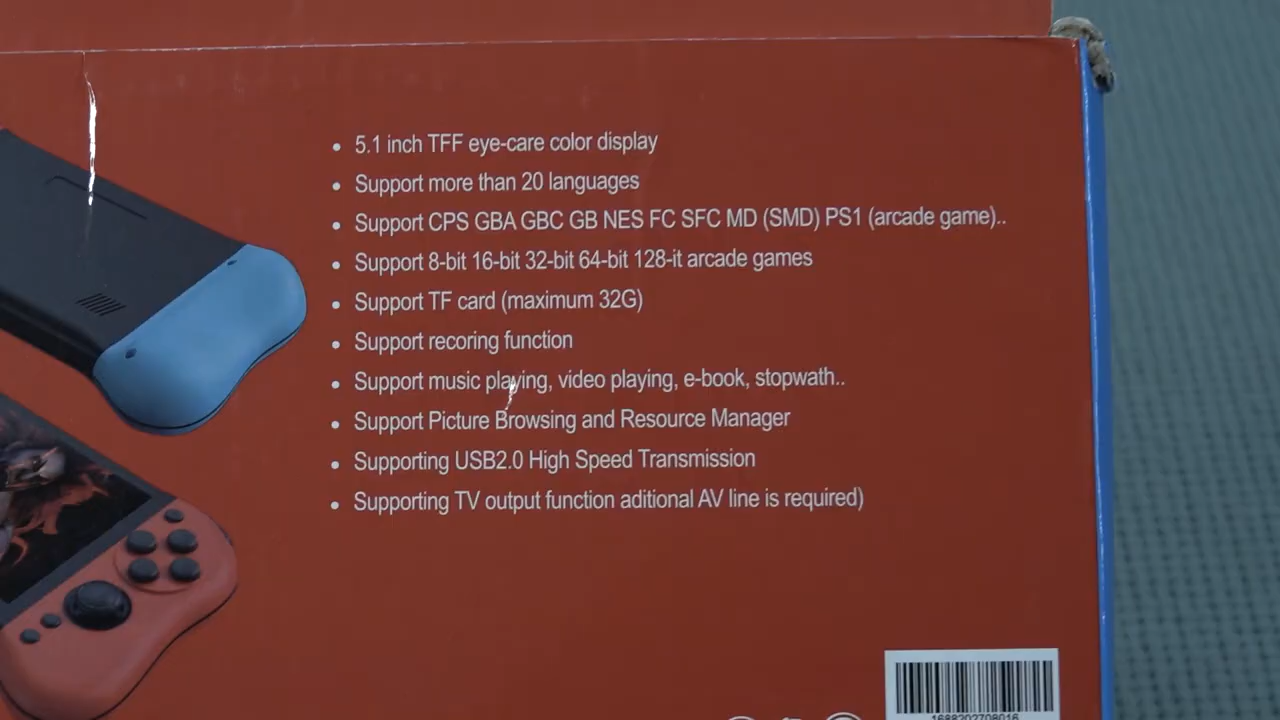 5.1 inch TFF eye-care color display
Support more than 20 languages
Support CPS GBA GBC GB NES FC SFC MD (SMD) PS1 (arcade game)..
Support 8-bit 16-bit 32-bit 64-bit 128-it arcade games
Support TF card (maximum 32G)
Support recoring function
Support music playing, video playing, e-book, stopwath..
Support Picture Browsing and Resource Manager
Supporting USB2.0 High Speed Transmission
Supporting TV output function aditional AV line is required)
1688202708016